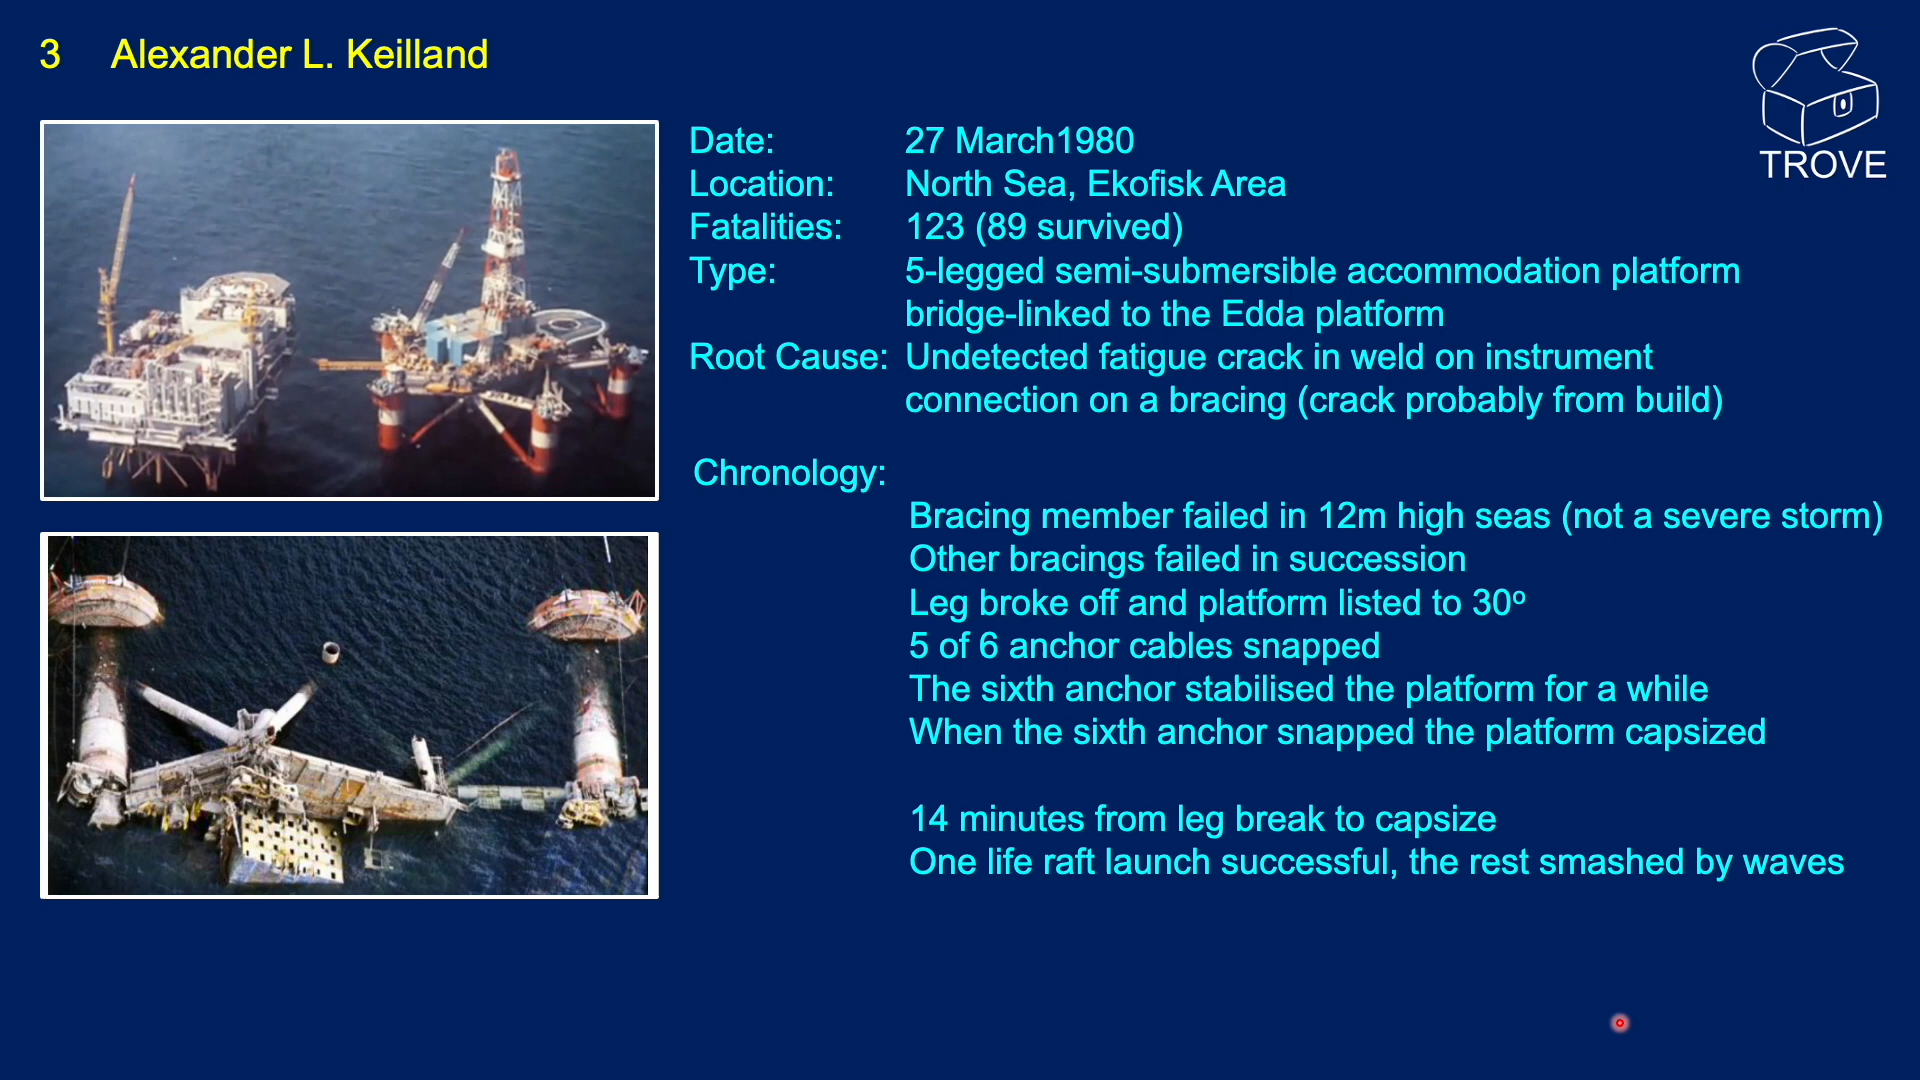 3 Alexander L. Keilland
TROVE
Date: 27 March1980
Location: North Sea, Ekofisk Area
Fatalities: 123 (89 survived)
Type: 5-legged semi-submersible accommodation platform
bridge-linked to the Edda platform
Root Cause: Undetected fatigue crack in weld on instrument
connection on a bracing (crack probably from build)
Chronology:
Bracing member failed in 12m high seas (not a severe storm)
Other bracings failed in succession
Leg broke off and platform listed to 30º
5 of 6 anchor cables snapped
The sixth anchor stabilised the platform for a while
When the sixth anchor snapped the platform capsized
14 minutes from leg break to capsize
One life raft launch successful, the rest smashed by waves